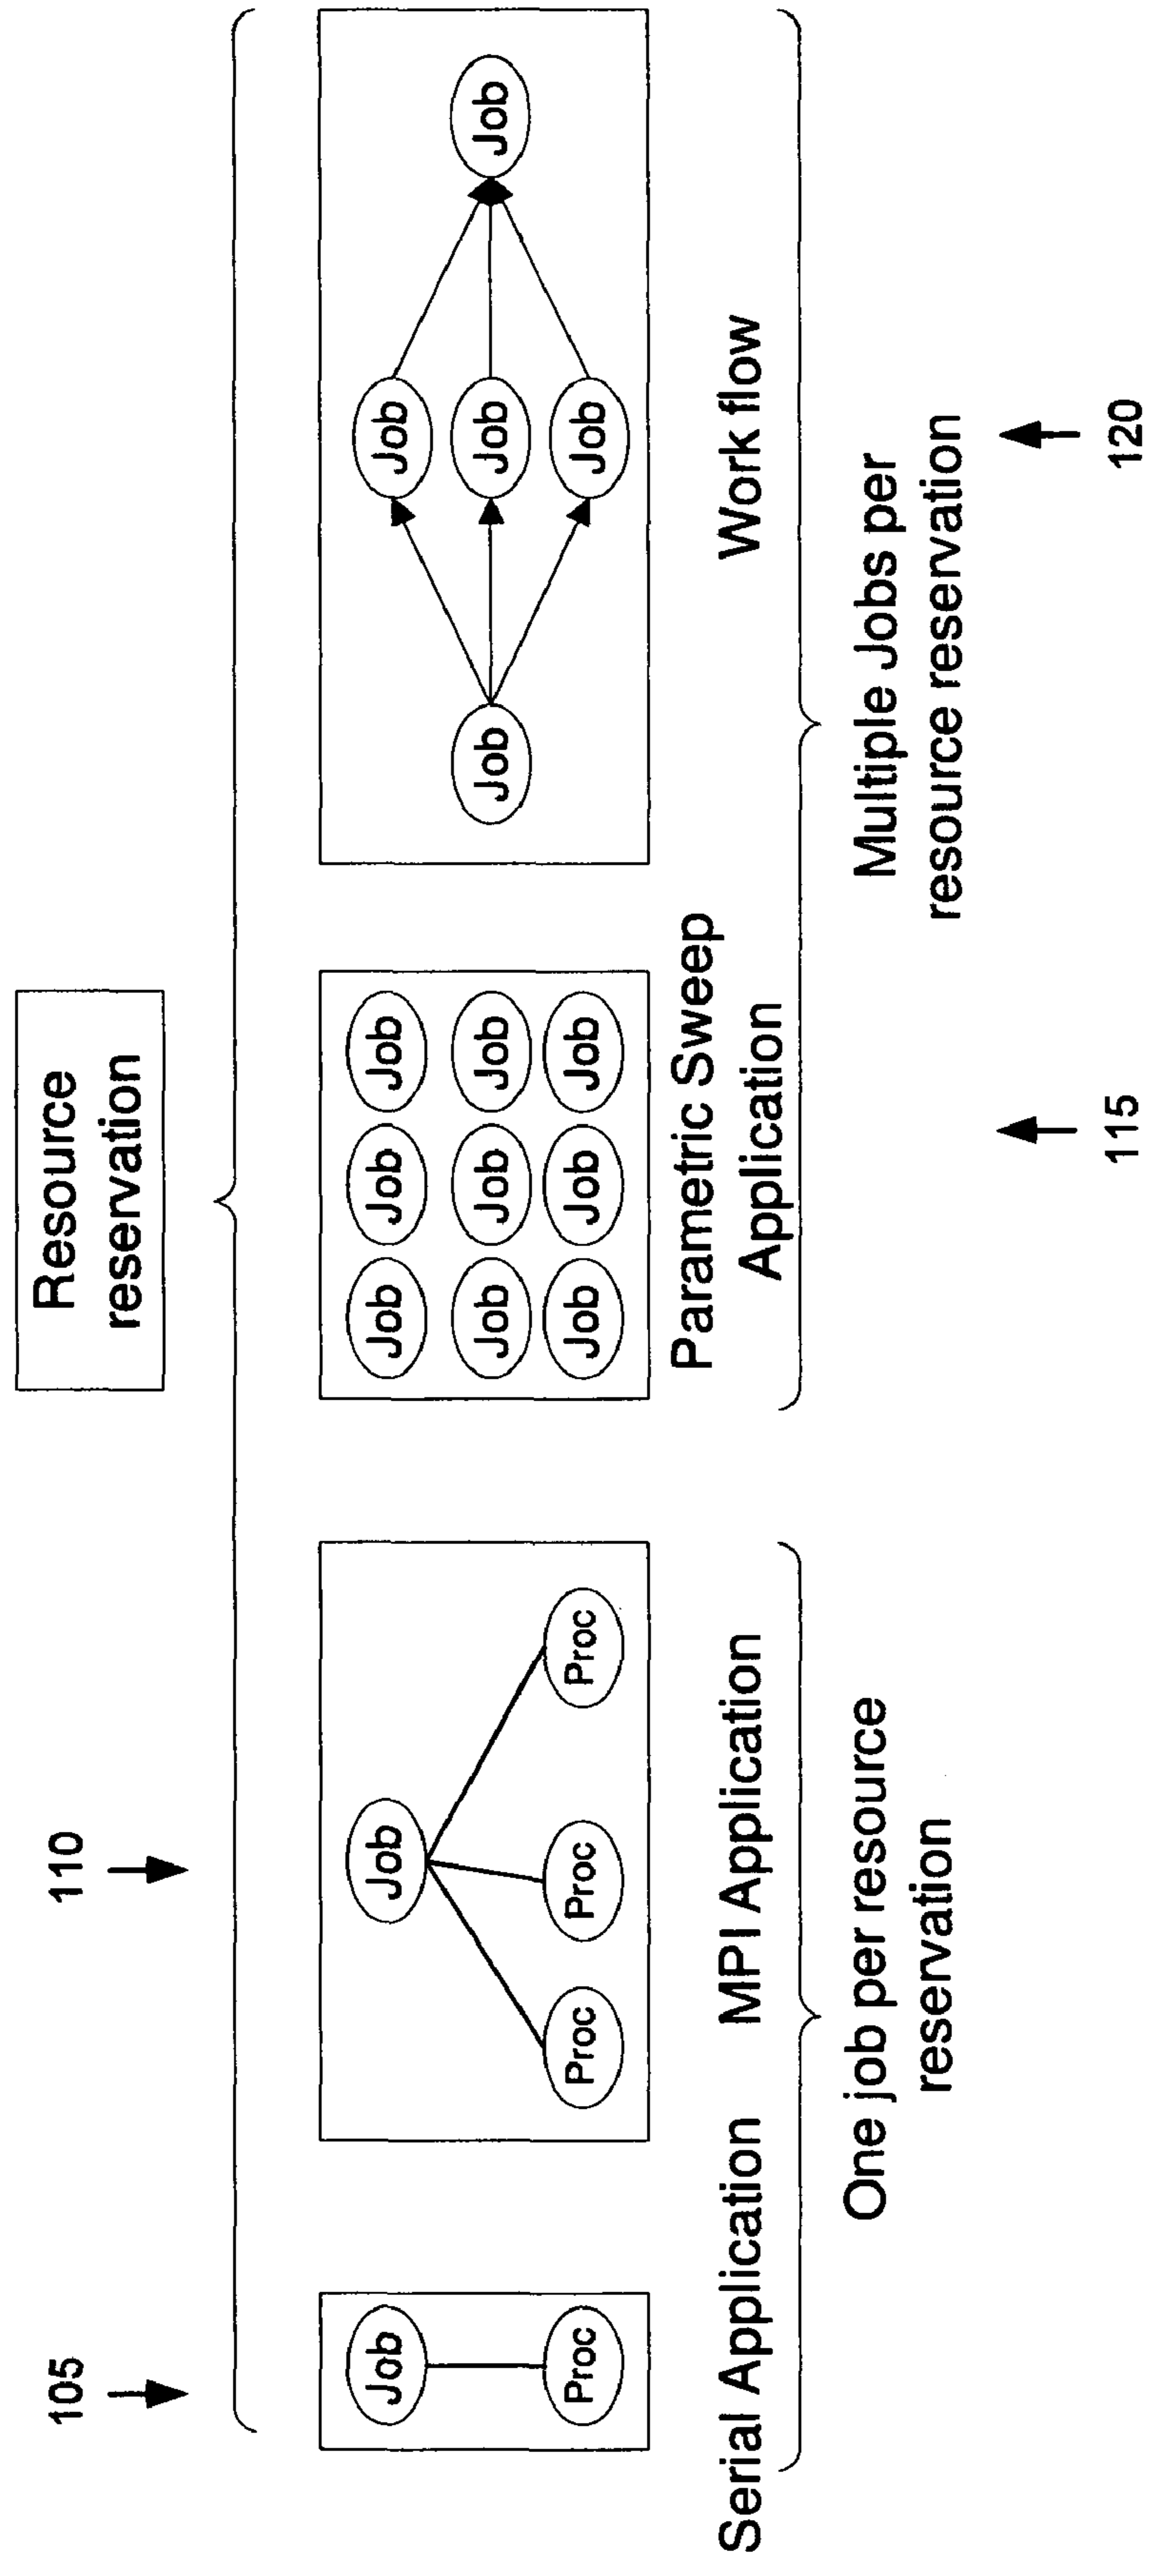 Resource
reservation
105
110
Job
Proc
Job
Proc
Proc
Proc
Job
Job
Job
Job
Job
Job
Job
Job
Job
Job
Job
Job
Job
Job
Serial Application
MPI Application
Parametric Sweep
Application
Work flow
One job per resource
reservation
Multiple Jobs per
resource reservation
115
120